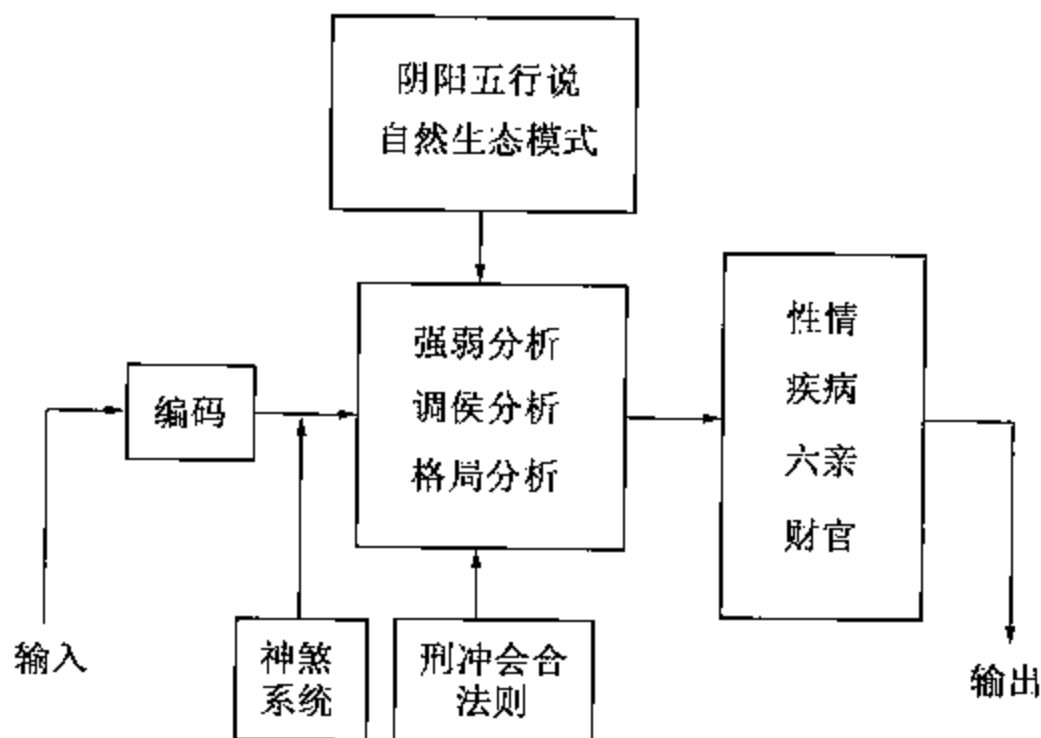 阴阳五行说
自然生态模式
强弱分析
调侯分析
格局分析
性情
疾病
六亲
财官
编码
输入
神煞
系统
刑冲会合
法则
输出